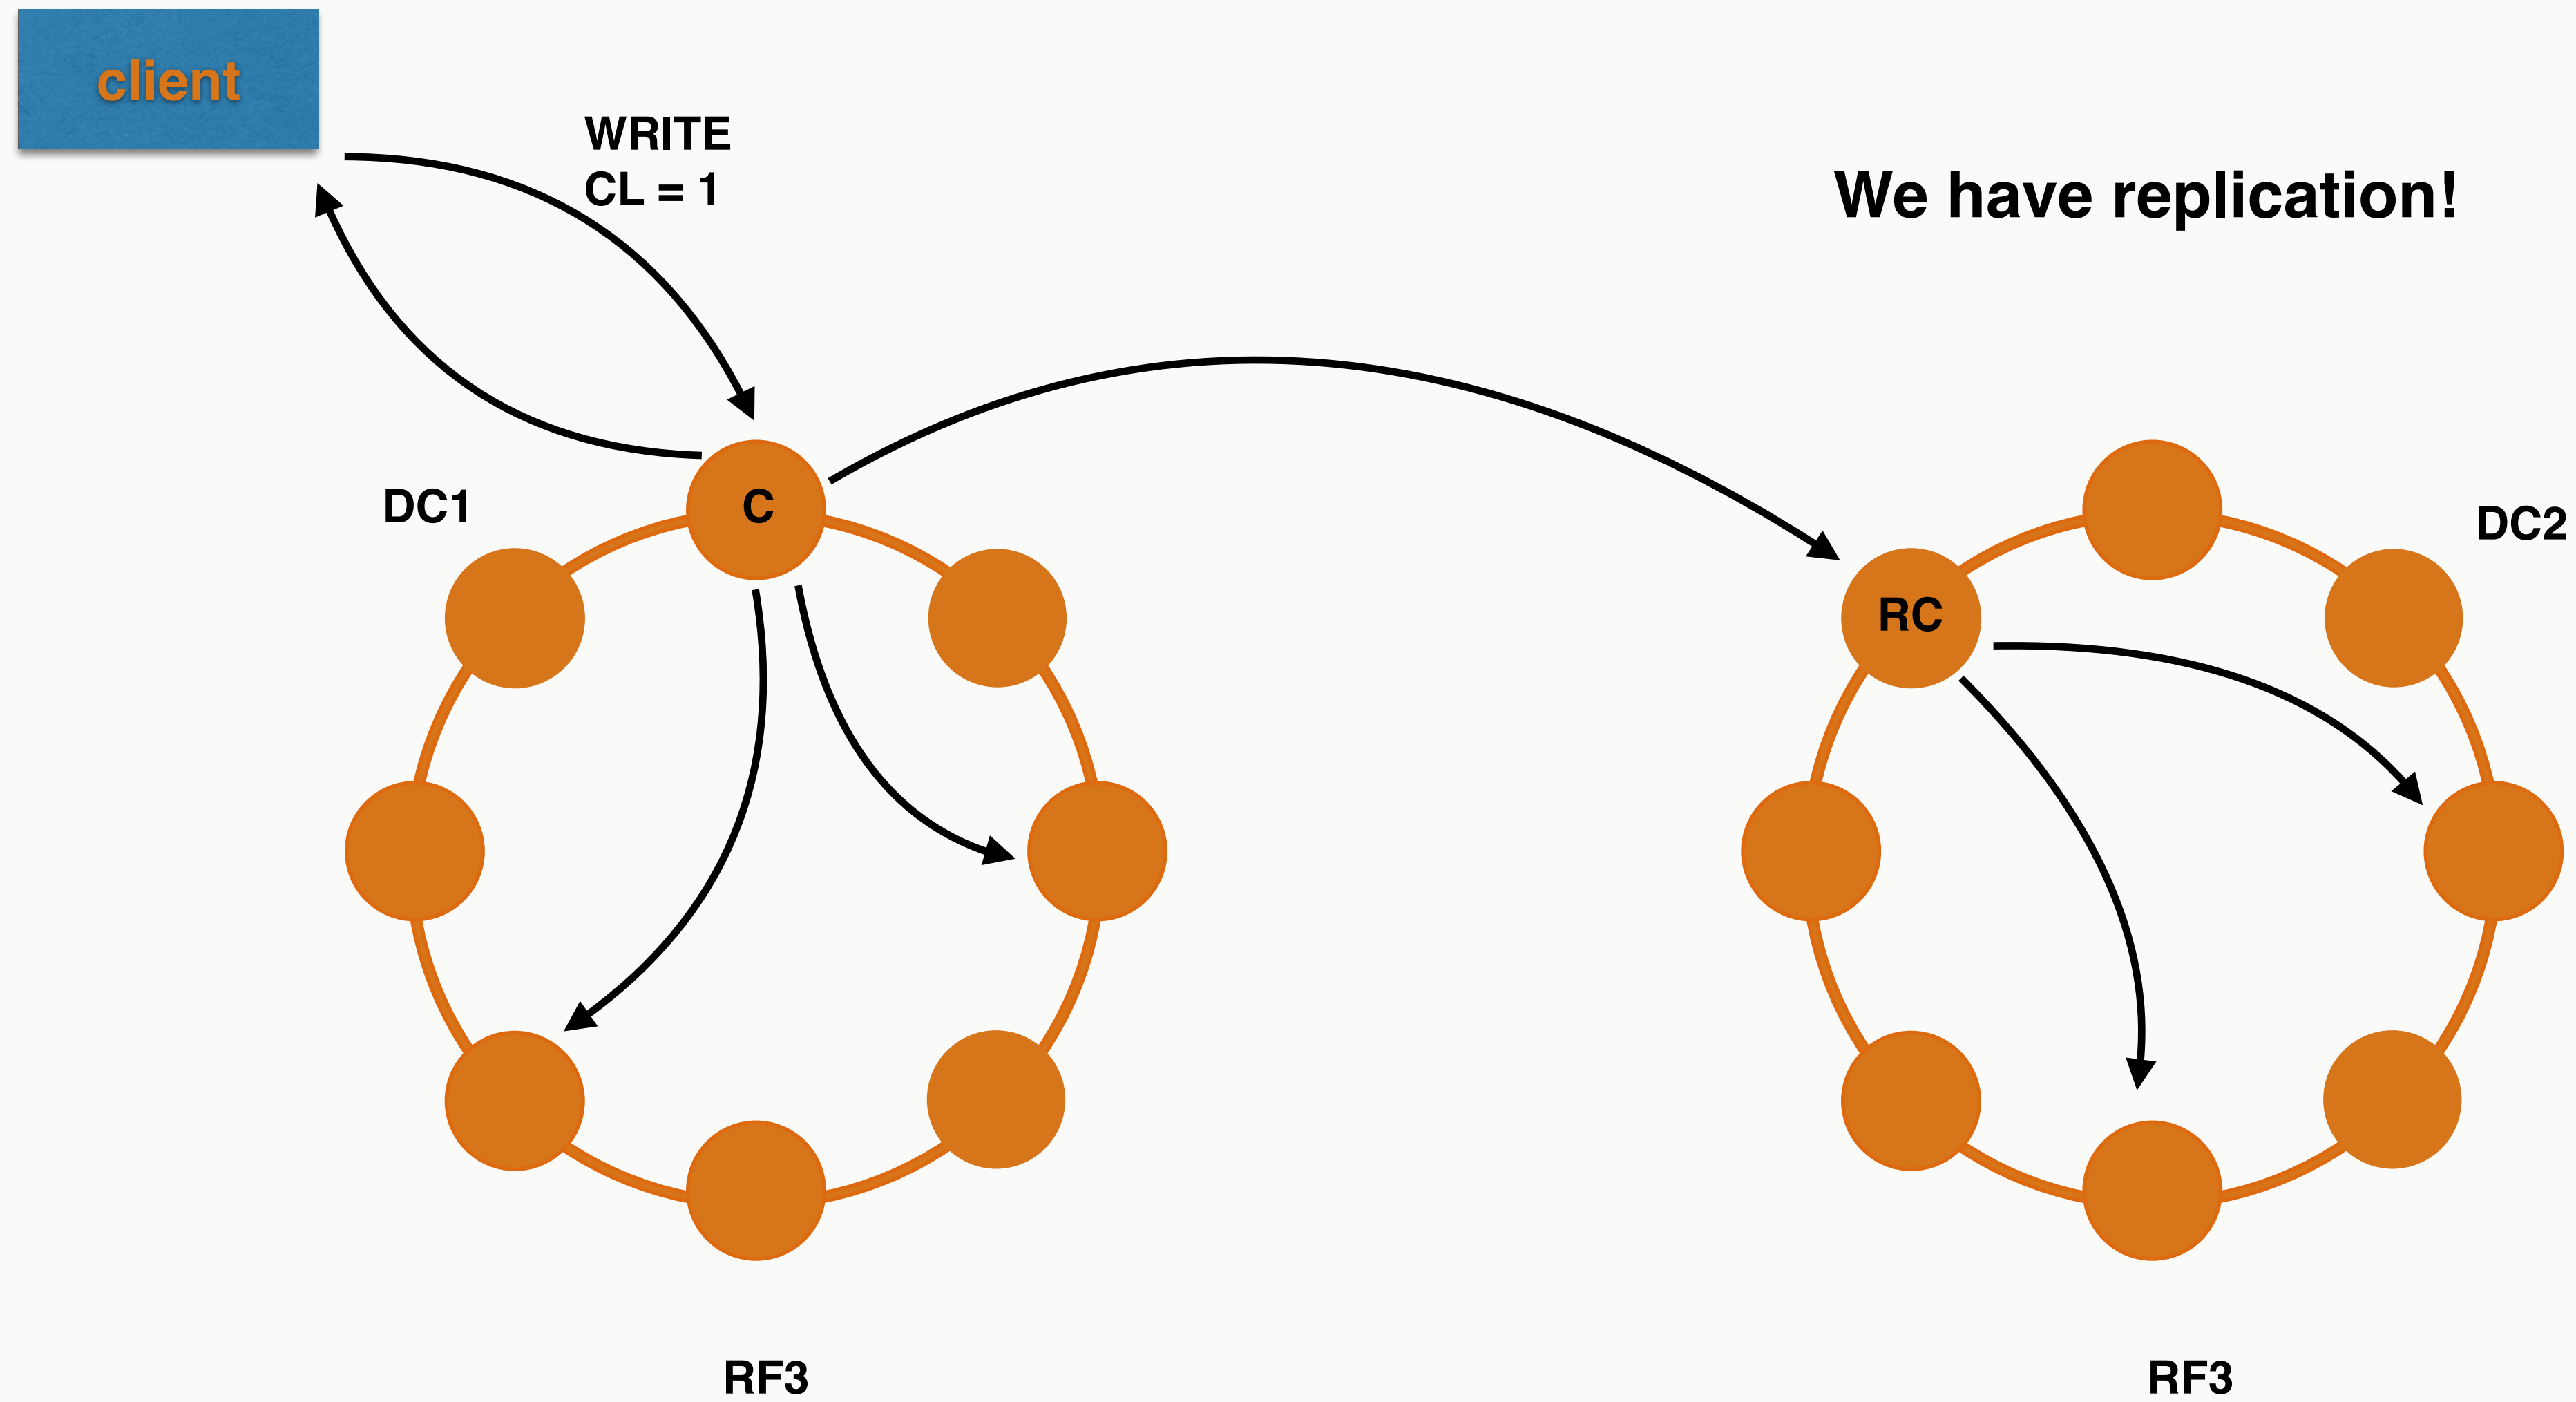 client
WRITE
CL = 1
We have replication!
DC1
C
DC2
RC
RF3
RF3